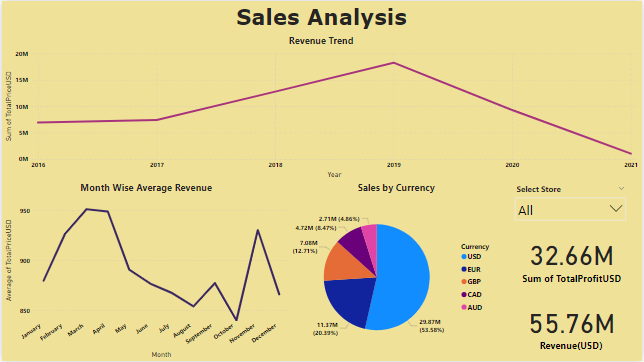 Sales Analysis
Revenue Trend
Sum of TotalPriceUSD
20M
15M
10M
5M
0M
2016 2017 2018 2019 2020 2021
Year
Month Wise Average Revenue
Average of TotalPriceUSD
950
900
850
January February March April May June July August September October November December
Month
Sales by Currency
2.71M (4.86%)
4.72M (8.47%)
7.08M
(12.71%)
11.37M
(20.39%)
29.87M
(53.58%)
Currency
USD
EUR
GBP
CAD
AUD
Select Store
All
32.66M
Sum of TotalProfitUSD
55.76M
Revenue(USD)